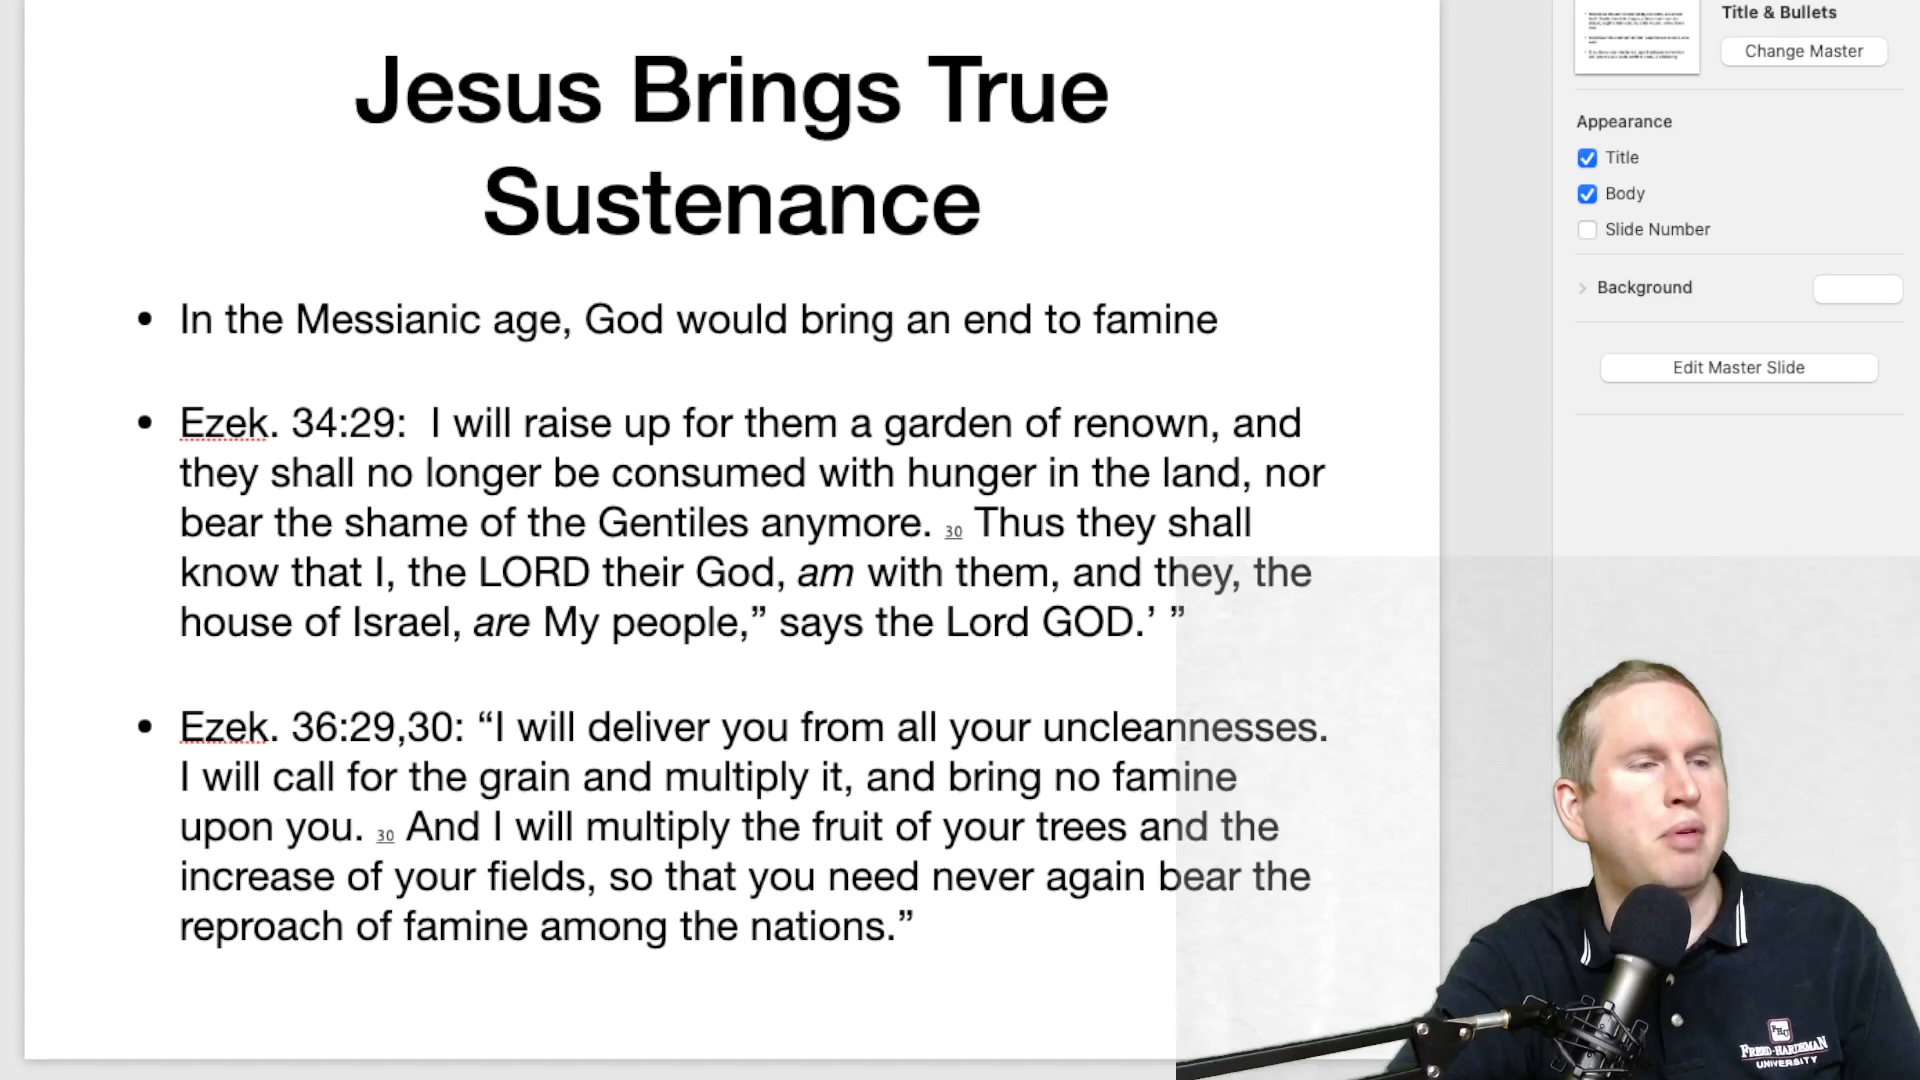 Jesus Brings True
Sustenance
• In the Messianic age, God would bring an end to famine
• Ezek. 34:29:  I will raise up for them a garden of renown, and
they shall no longer be consumed with hunger in the land, nor
bear the shame of the Gentiles anymore. 30 Thus they shall
know that I, the LORD their God, am with them, and they, the
house of Israel, are My people,” says the Lord GOD.’ ”
• Ezek. 36:29,30: “I will deliver you from all your uncleannesses.
I will call for the grain and multiply it, and bring no famine
upon you. 30 And I will multiply the fruit of your trees and the
increase of your fields, so that you need never again bear the
reproach of famine among the nations.”
Title & Bullets
Change Master
Appearance
Title
Body
Slide Number
Background
Edit Master Slide
FHU
FREED-HARDEMAN
UNIVERSITY